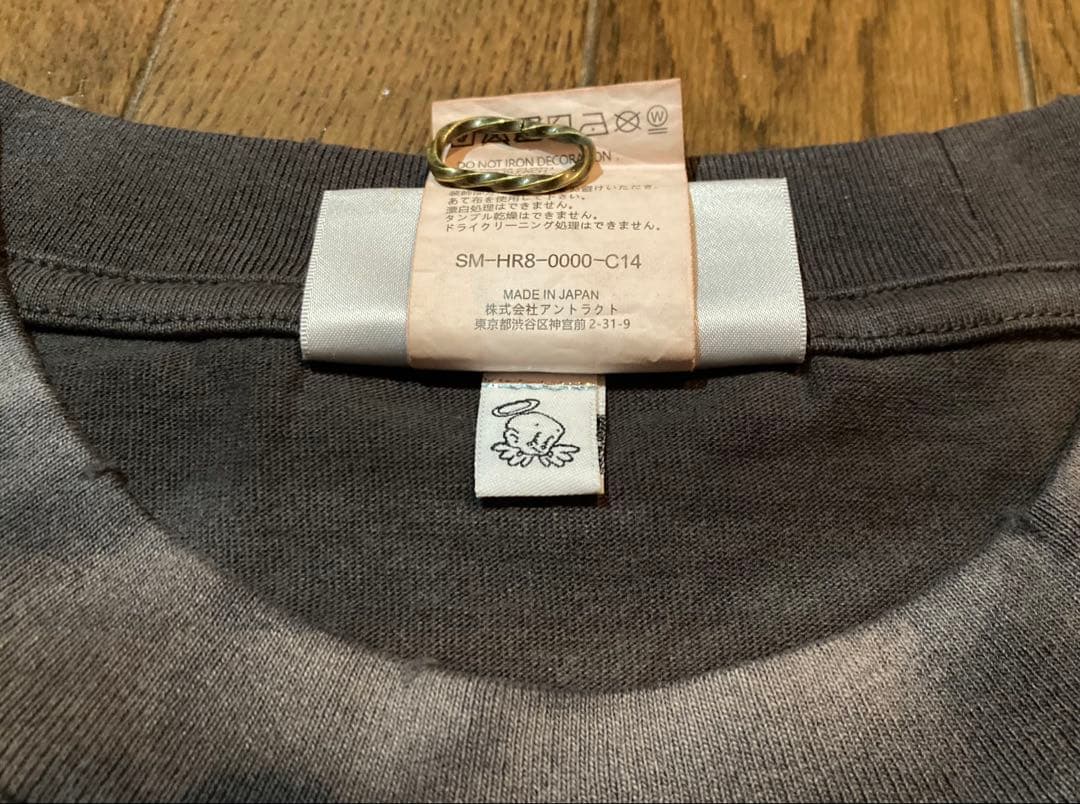 W
DO NOT IRON DECORATION.
あて布を使用して下さい。
漂白処理はできません。
タンブル乾燥はできません。
ドライクリーニング処理はできません。
SM-HR8-0000-C14
MADE IN JAPAN
株式会社アントラクト
東京都渋谷区神宮前2-31-9